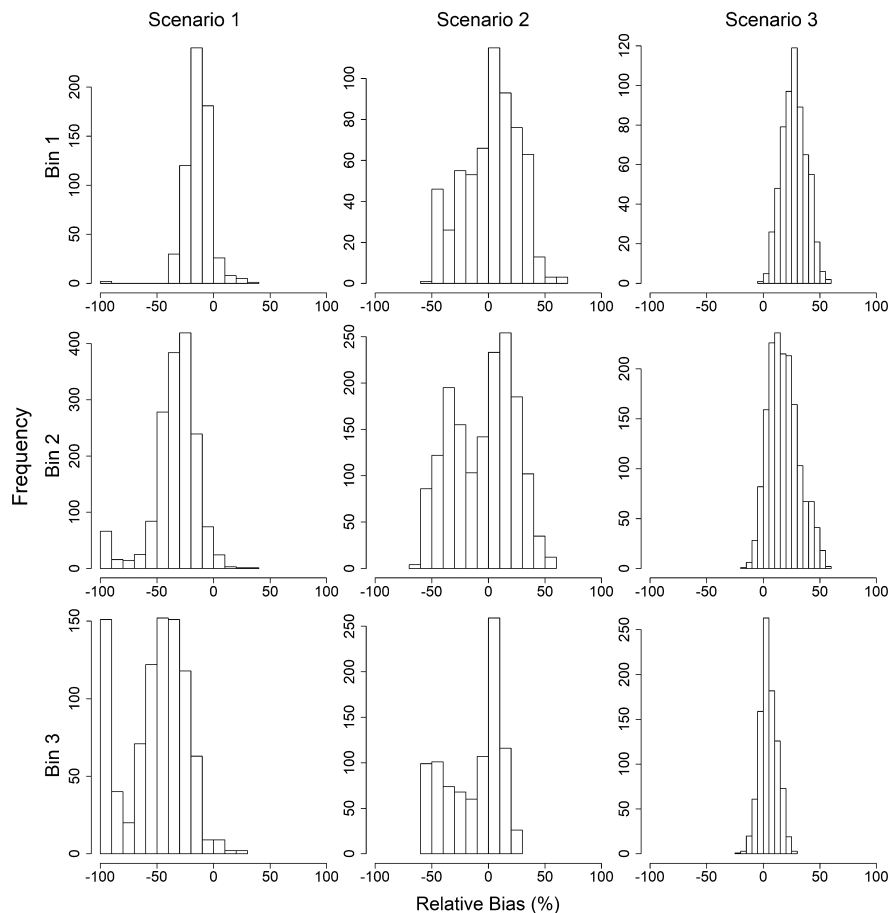 Scenario 1
Scenario 2
Scenario 3
Bin 1
0 50 100 150 200
-100 -50 0 50 100
0 20 40 60 80 100
-100 -50 0 50 100
0 20 40 60 80 100 120
-100 -50 0 50 100
Frequency
Bin 2
0 100 200 300 400
-100 -50 0 50 100
0 50 100 150 200 250
-100 -50 0 50 100
0 50 100 150 200
-100 -50 0 50 100
Bin 3
0 50 100 150
-100 -50 0 50 100
0 50 100 150 200 250
-100 -50 0 50 100
0 50 100 150 200 250
-100 -50 0 50 100
Relative Bias (%)